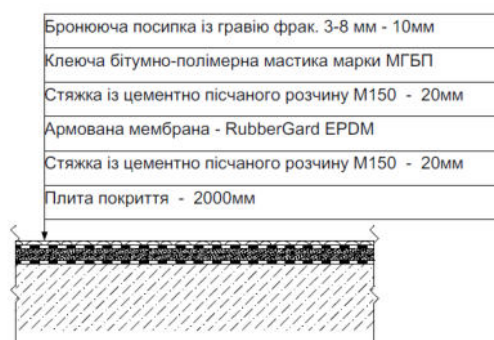 Бронююча посипка із гравію фрак. 3-8 мм - 10мм
Клеюча бітумно-полімерна мастика марки МГБП
Стяжка із цементно пісчаного розчину М150 - 20мм
Армована мембрана - RubberGard EPDM
Стяжка із цементно пісчаного розчину М150 - 20мм
Плита покриття - 2000мм